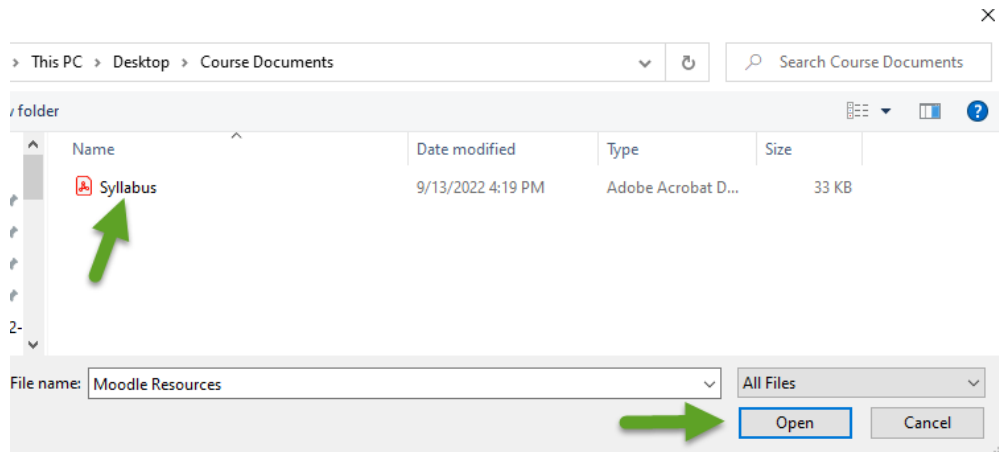 This PC > Desktop > Course Documents
Search Course Documents
folder
?
Name Date modified Type Size
Syllabus 9/13/2022 4:19 PM Adobe Acrobat D... 33 KB
2-
File name: Moodle Resources All Files
Open Cancel